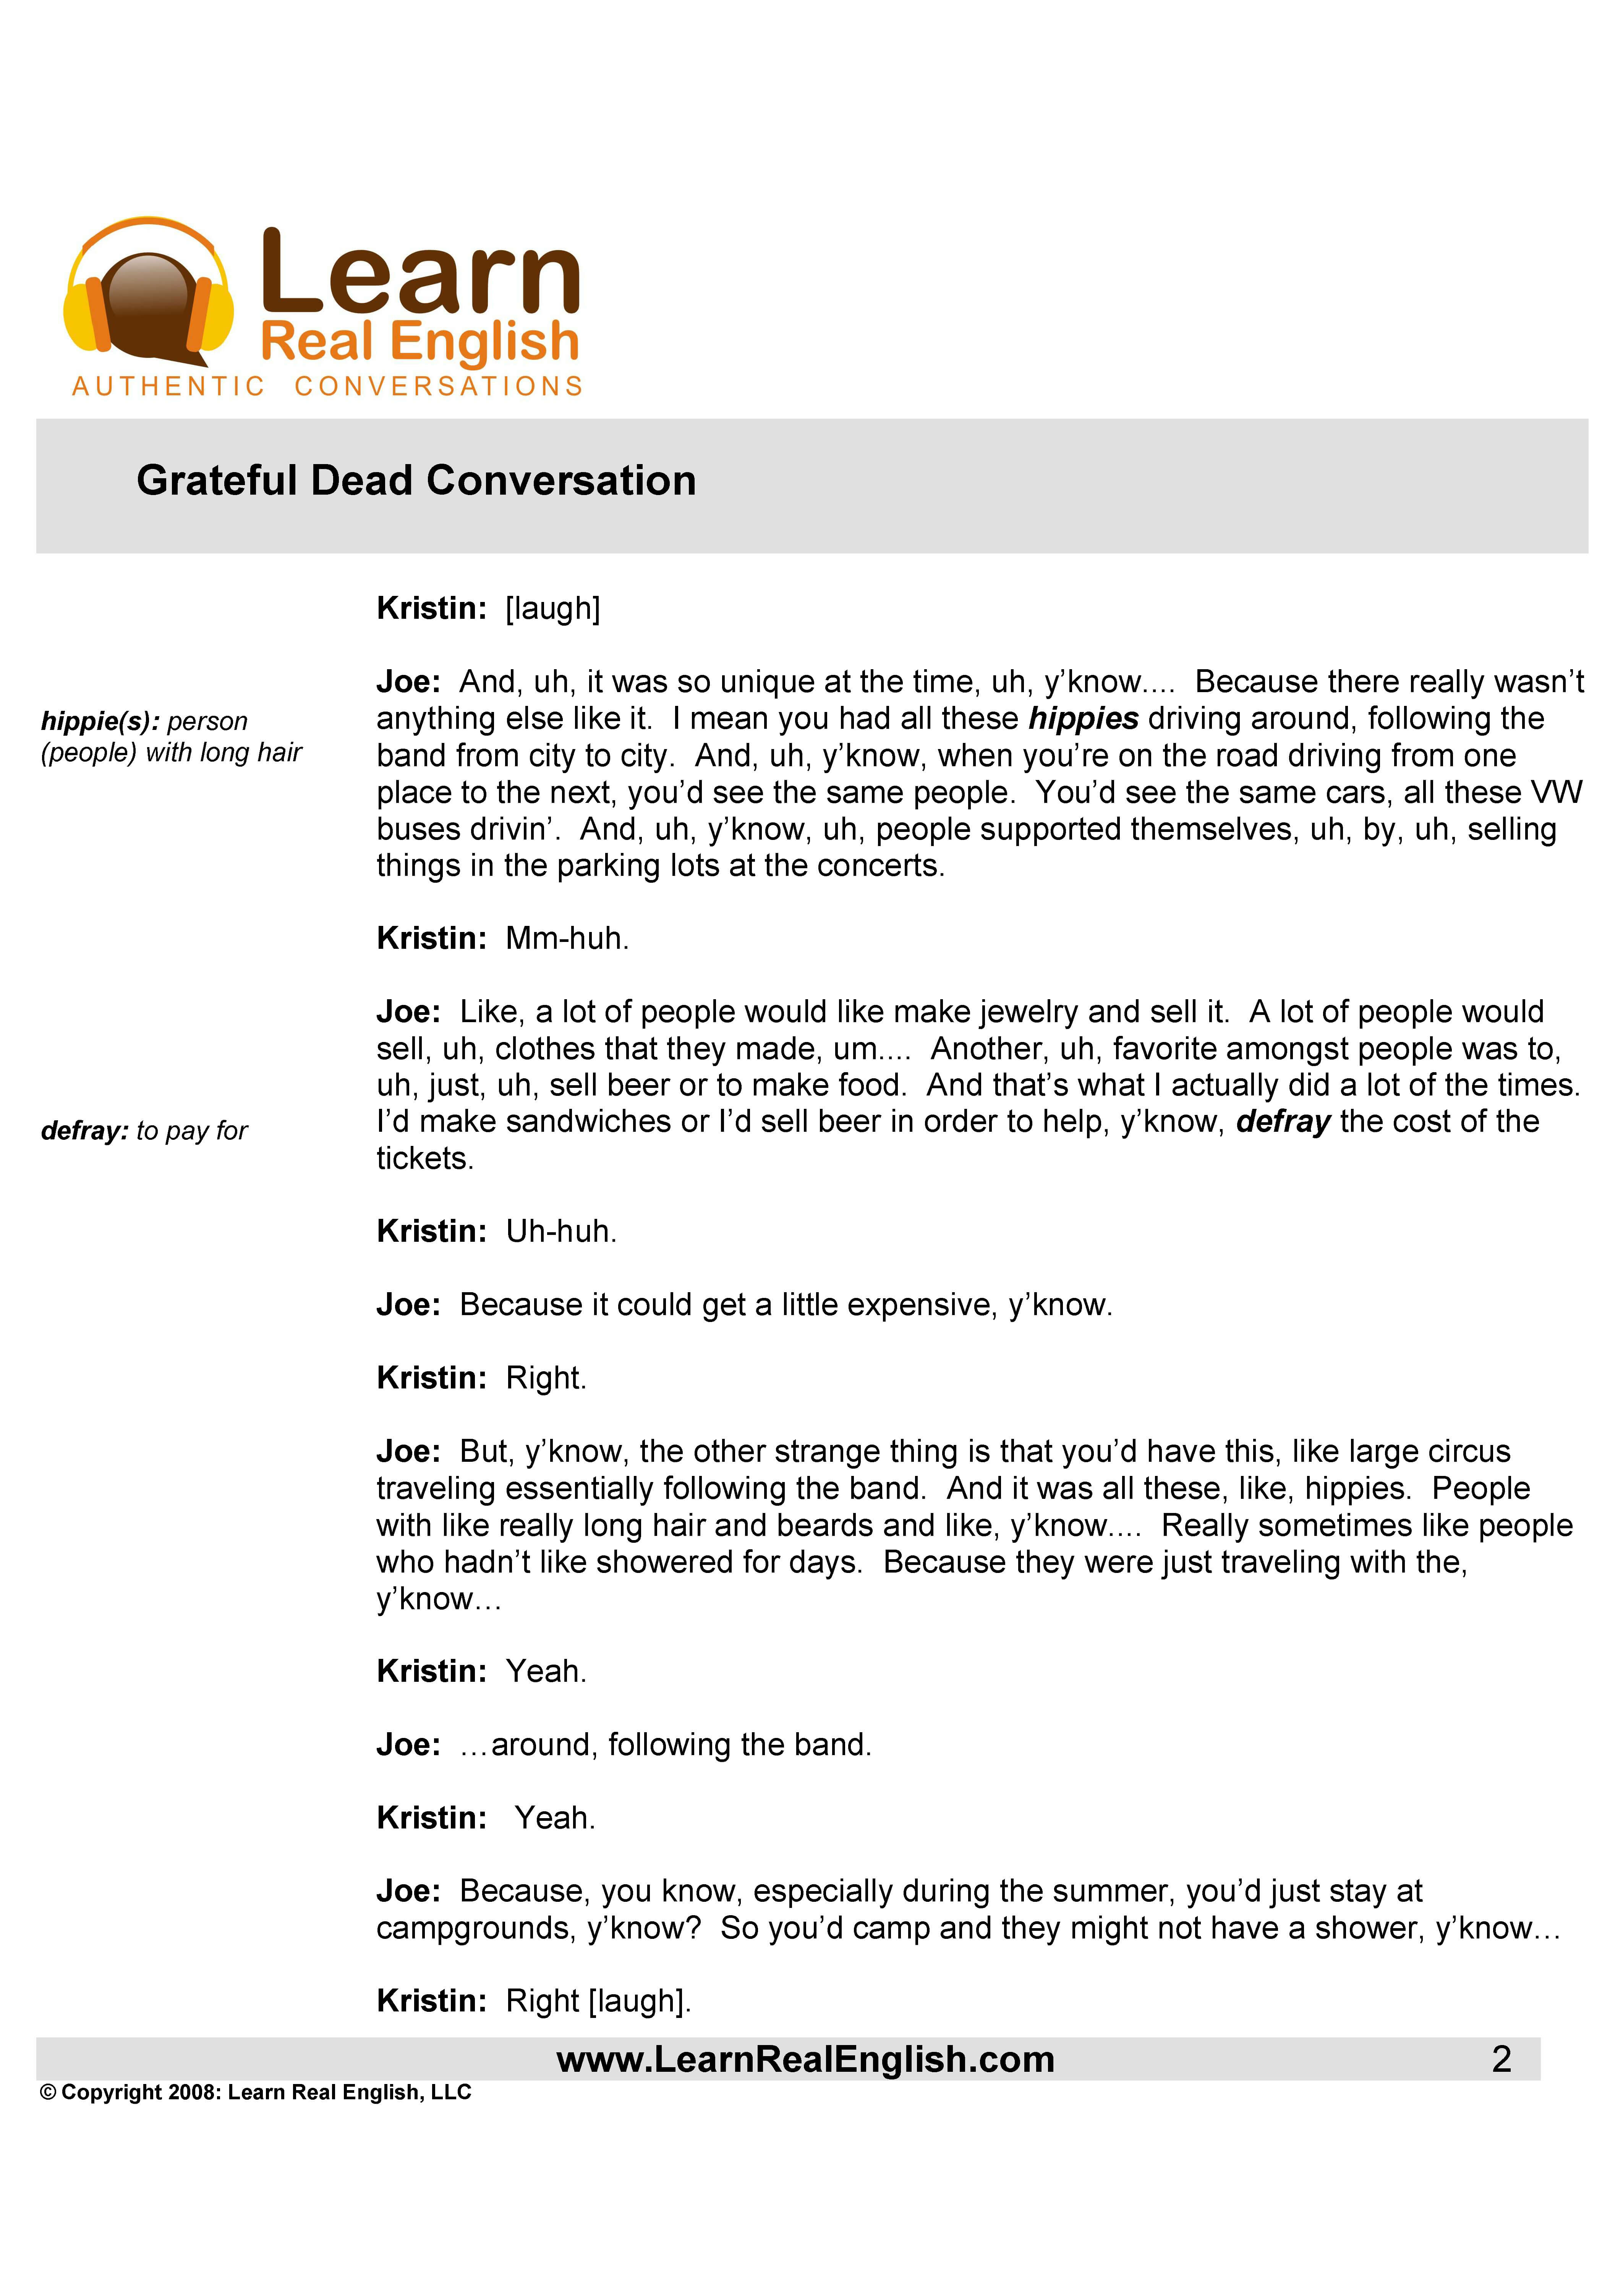 Learn
Real English
AUTHENTIC CONVERSATIONS
Grateful Dead Conversation
Kristin: [laugh]
Joe: And, uh, it was so unique at the time, uh, y’know.... Because there really wasn’t
anything else like it. I mean you had all these hippies driving around, following the
hippie(s): person
(people) with long hair
band from city to city. And, uh, y’know, when you’re on the road driving from one
place to the next, you’d see the same people. You’d see the same cars, all these VW
buses drivin’. And, uh, y’know, uh, people supported themselves, uh, by, uh, selling
things in the parking lots at the concerts.
Kristin: Mm-huh.
Joe: Like, a lot of people would like make jewelry and sell it. A lot of people would
sell, uh, clothes that they made, um.... Another, uh, favorite amongst people was to,
uh, just, uh, sell beer or to make food. And that’s what I actually did a lot of the times.
I’d make sandwiches or I’d sell beer in order to help, y’know, defray the cost of the
defray: to pay for
tickets.
Kristin: Uh-huh.
Joe: Because it could get a little expensive, y’know.
Kristin: Right.
Joe: But, y’know, the other strange thing is that you’d have this, like large circus
traveling essentially following the band. And it was all these, like, hippies. People
with like really long hair and beards and like, y’know.... Really sometimes like people
who hadn’t like showered for days. Because they were just traveling with the,
y’know…
Kristin: Yeah.
Joe: …around, following the band.
Kristin: Yeah.
Joe: Because, you know, especially during the summer, you’d just stay at
campgrounds, y’know? So you’d camp and they might not have a shower, y’know…
Kristin: Right [laugh].
www.LearnRealEnglish.com 2
© Copyright 2008: Learn Real English, LLC